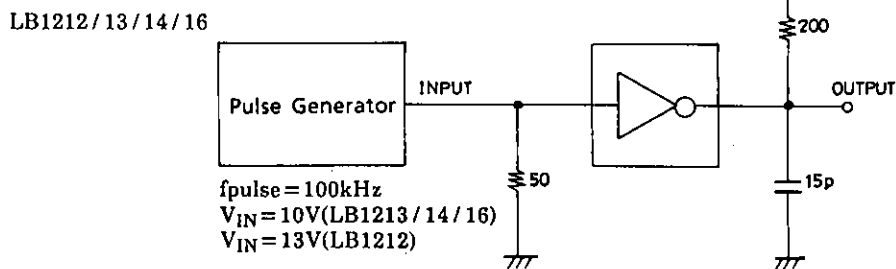 LB1212/13/14/16
200
INPUT
OUTPUT
Pulse Generator
50
15p
fpulse=100kHz
VIN=10V(LB1213/14/16)
VIN=13V(LB1212)